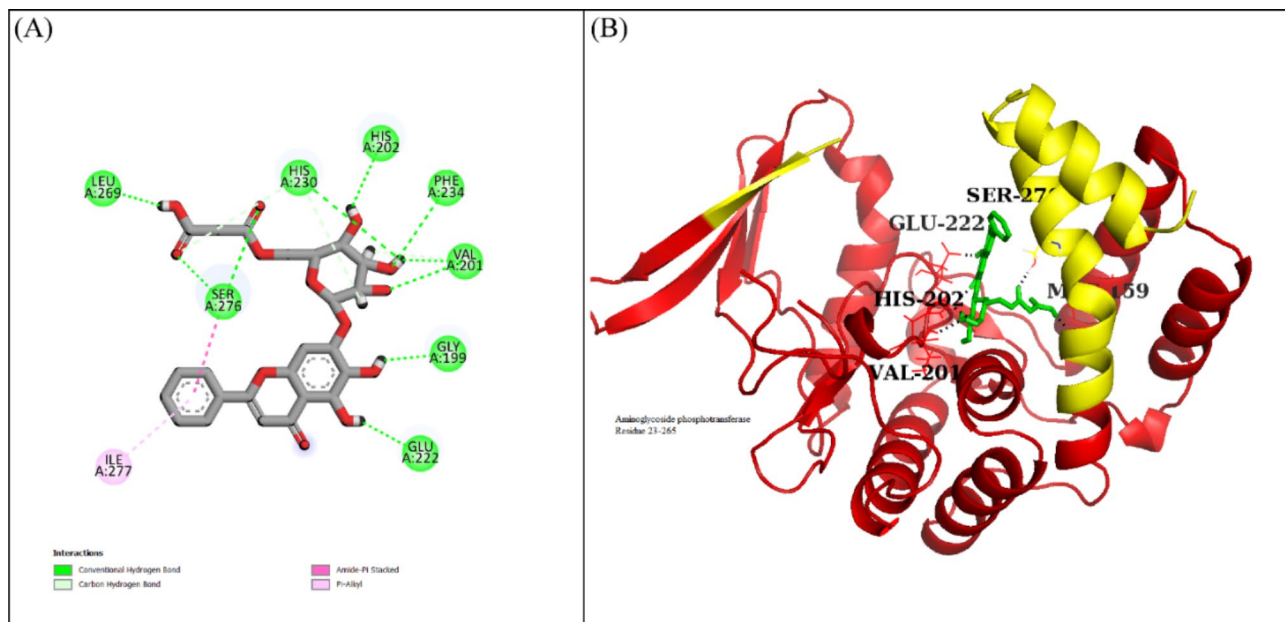 (A)
(B)
HIS
A:202
LEU
A:269
HIS
A:230
PHE
A:234
VAL
A:201
SER
A:276
GLY
A:199
GLU
A:222
ILE
A:277
Interactions
Conventional Hydrogen Bond
Carbon Hydrogen Bond
Amide-Pi Stacked
Pi-Alkyl
SER-276
GLU-222
HIS-202
VAL-201
Aminoglycoside phosphotransferase
Residue 23-265